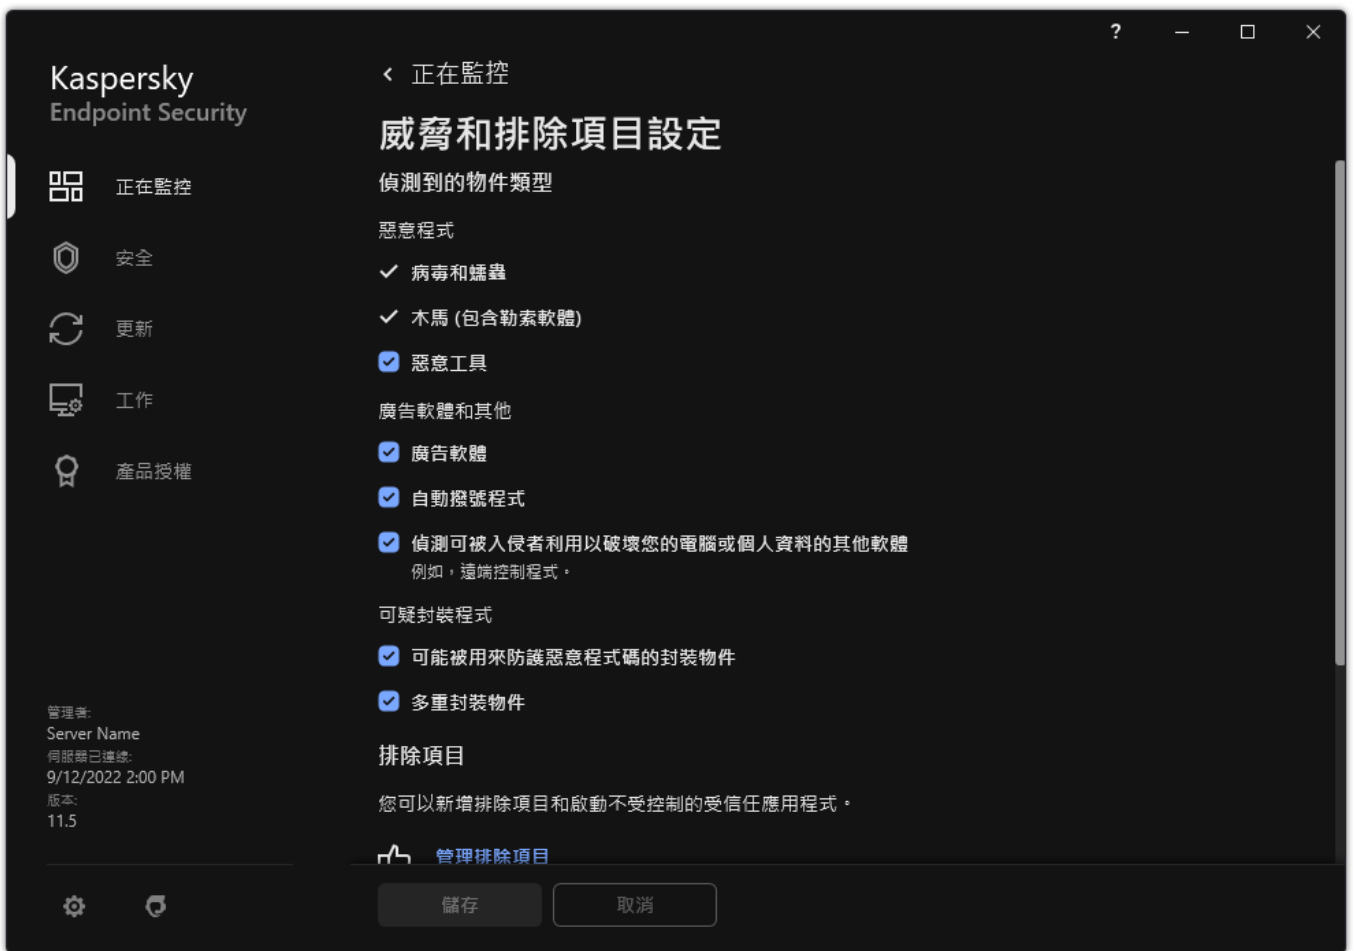 ?
Kaspersky
Endpoint Security
正在監控
安全
更新
工作
產品授權
管理者:
Server Name
伺服器已連線:
9/12/2022 2:00 PM
版本:
11.5
正在監控
威脅和排除項目設定
偵測到的物件類型
惡意程式
病毒和蠕蟲
木馬 (包含勒索軟體)
惡意工具
廣告軟體和其他
廣告軟體
自動撥號程式
偵測可被入侵者利用以破壞您的電腦或個人資料的其他軟體
例如，遠端控制程式。
可疑封裝程式
可能被用來防護惡意程式碼的封裝物件
多重封裝物件
排除項目
您可以新增排除項目和啟動不受控制的受信任應用程式。
管理排除項目
儲存
取消